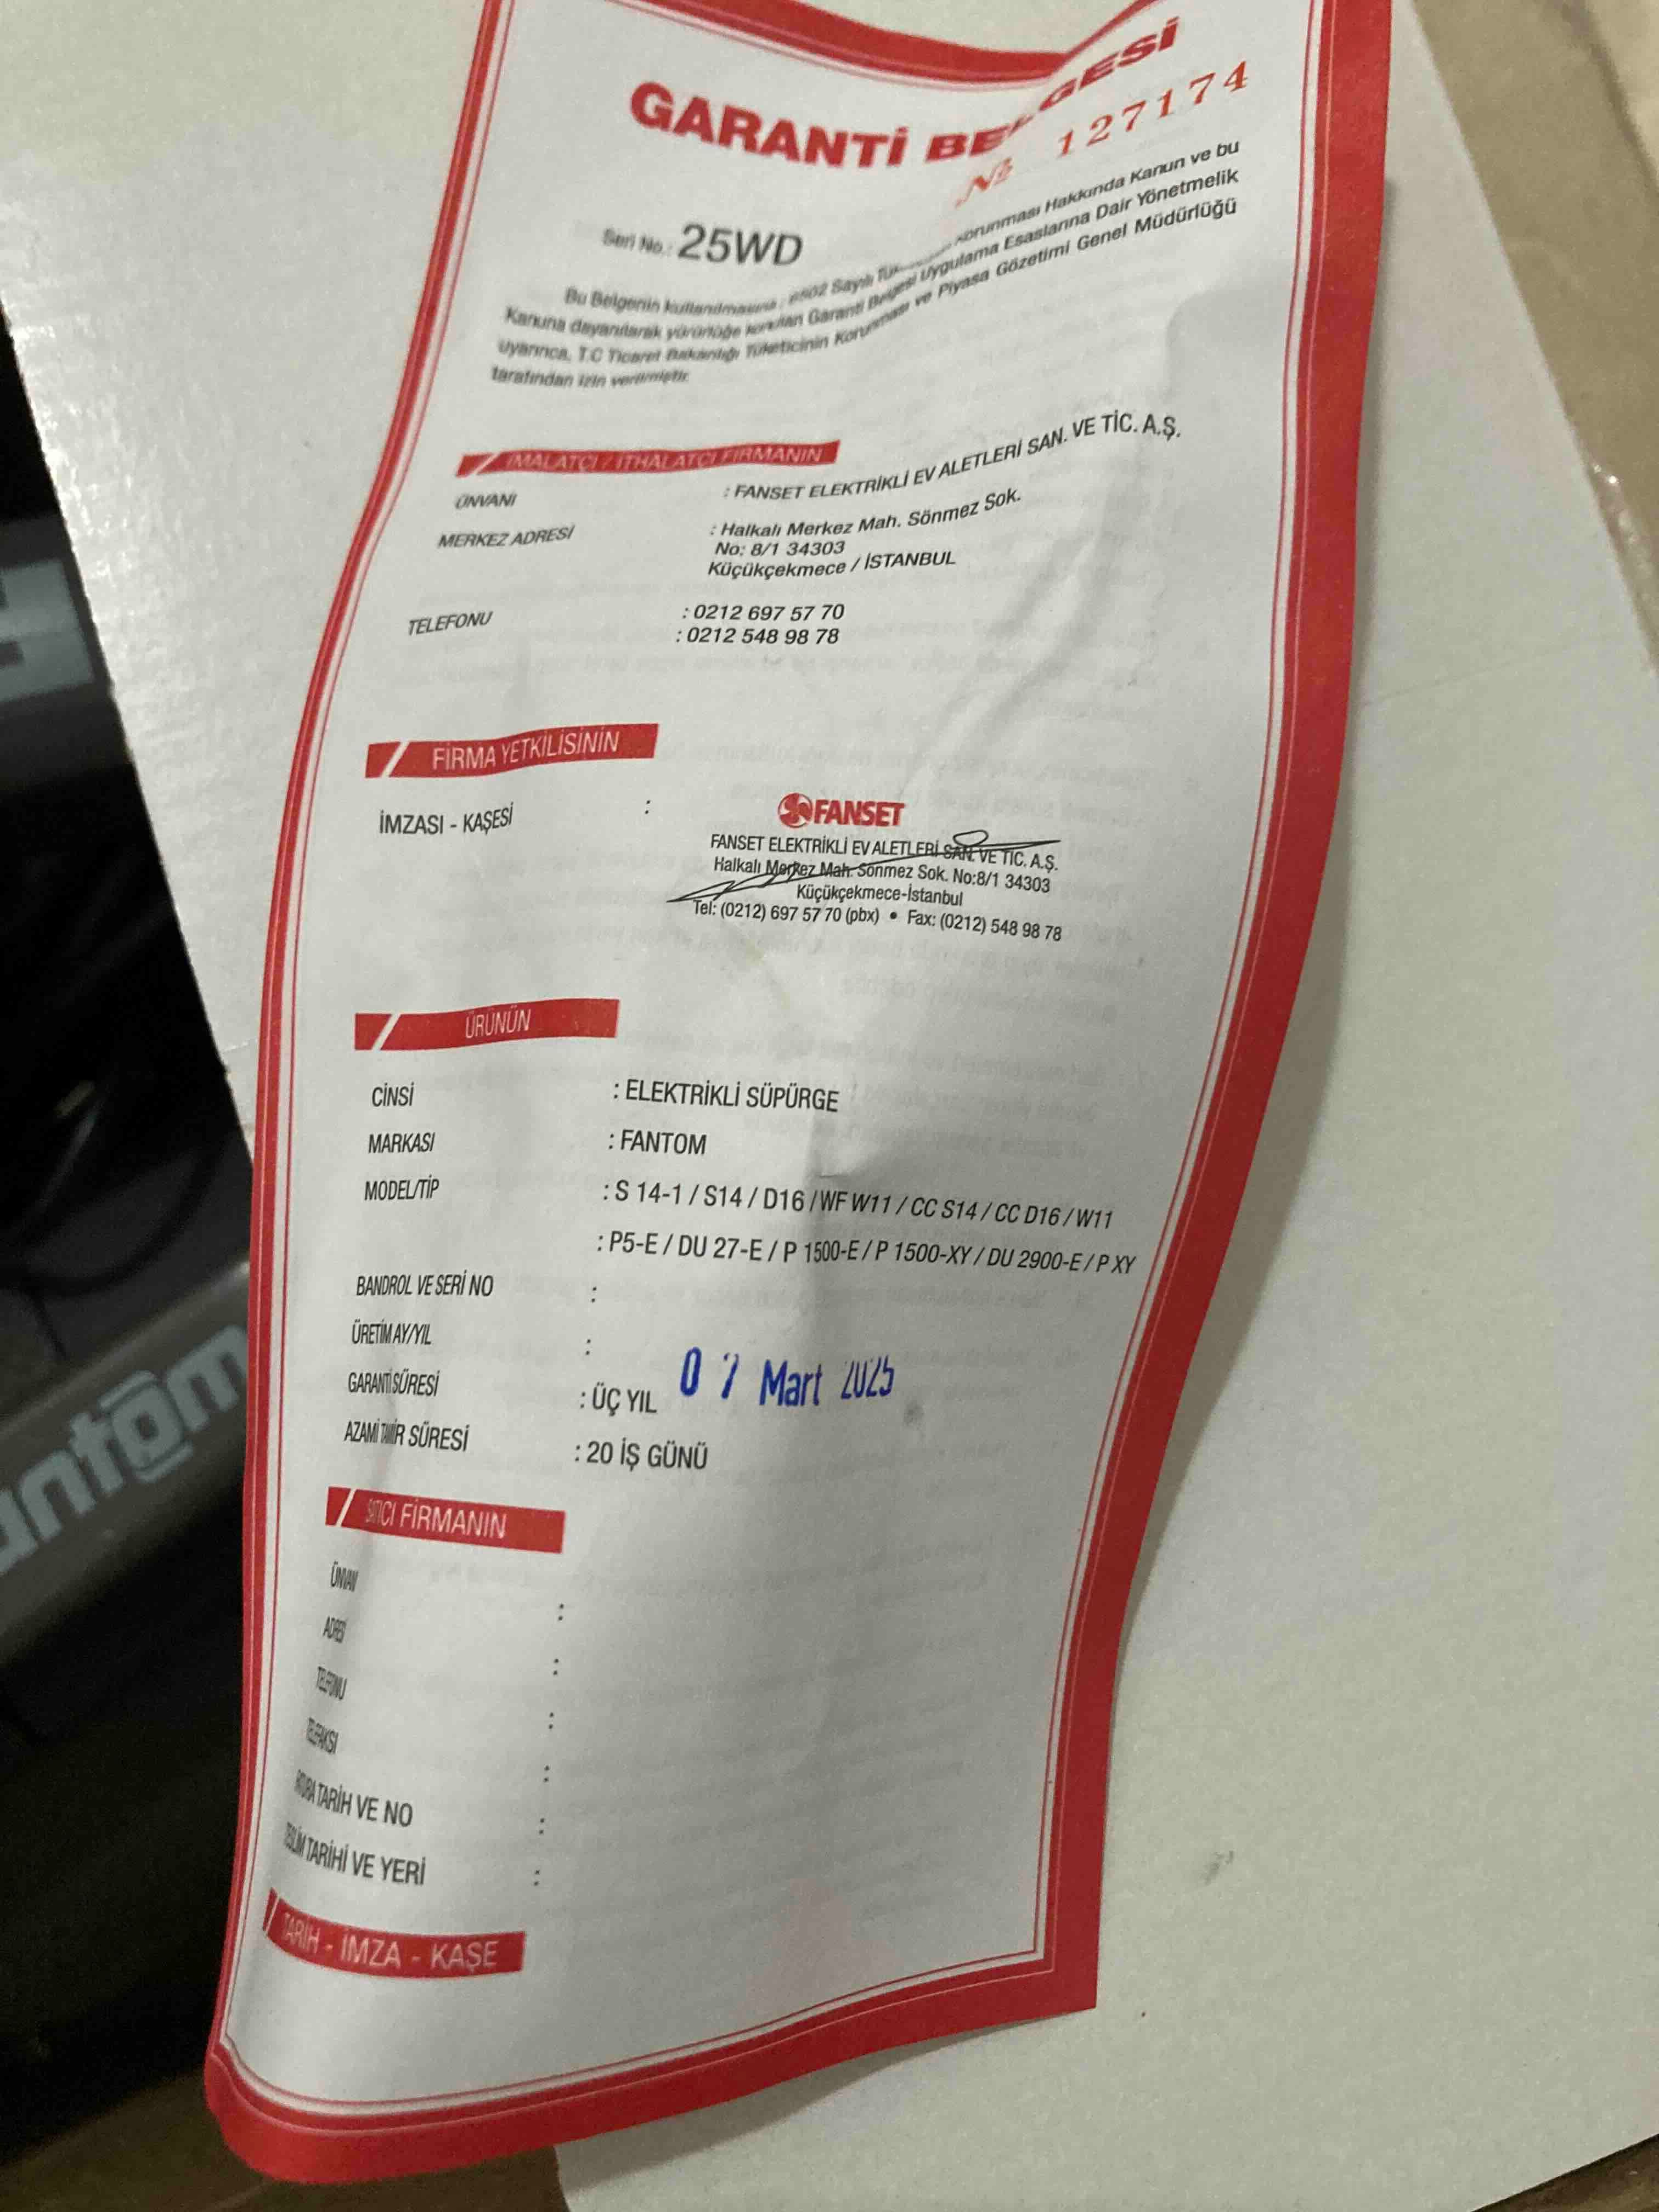 GARANTİ BELGESİ
Nº 127174
Seri No.: 25WD
Bu Belgenin kullanılmasına ; 6502 Sayılı Korunması Hakkında Kanun ve bu
Kanuna dayanılarak yürürlüğe konulan Garanti Belgesi Uygulama Esaslarına Dair Yönetmelik
uyarınca, T.C Ticaret Bakanlığı Tüketicinin Korunması ve Piyasa Gözetimi Genel Müdürlüğü
tarafından izin verilmiştir.
İMALATÇI / İTHALATÇI FİRMANIN
ÜNVANI : FANSET ELEKTRİKLİ EV ALETLERİ SAN. VE TİC. A.Ş.
MERKEZ ADRESİ : Halkalı Merkez Mah. Sönmez Sok.
No: 8/1 34303
Küçükçekmece / İSTANBUL
TELEFONU : 0212 697 57 70
: 0212 548 98 78
FİRMA YETKİLİSİNİN
İMZASI - KAŞESİ :
FANSET
FANSET ELEKTRİKLİ EV ALETLERİ SAN. VE TİC. A.Ş.
Halkalı Merkez Mah. Sönmez Sok. No:8/1 34303
Küçükçekmece-İstanbul
Tel: (0212) 697 57 70 (pbx) • Fax: (0212) 548 98 78
ÜRÜNÜN
CİNSİ : ELEKTRİKLİ SÜPÜRGE
MARKASI : FANTOM
MODEL/TİP : S 14-1 / S14 / D16 / WF W11 / CC S14 / CC D16 / W11
: P5-E / DU 27-E / P 1500-E / P 1500-XY / DU 2900-E / P XY
BANDROL VE SERİ NO :
ÜRETİM AY/YIL :
GARANTİ SÜRESİ : ÜÇ YIL 07 Mart 2025
AZAMİ TAMİR SÜRESİ : 20 İŞ GÜNÜ
SATICI FİRMANIN
ÜNVANI :
ADRESİ :
TELEFONU :
TELEFAKSI :
FATURA TARİH VE NO :
TESLİM TARİHİ VE YERİ :
TARİH - İMZA - KAŞE
antom